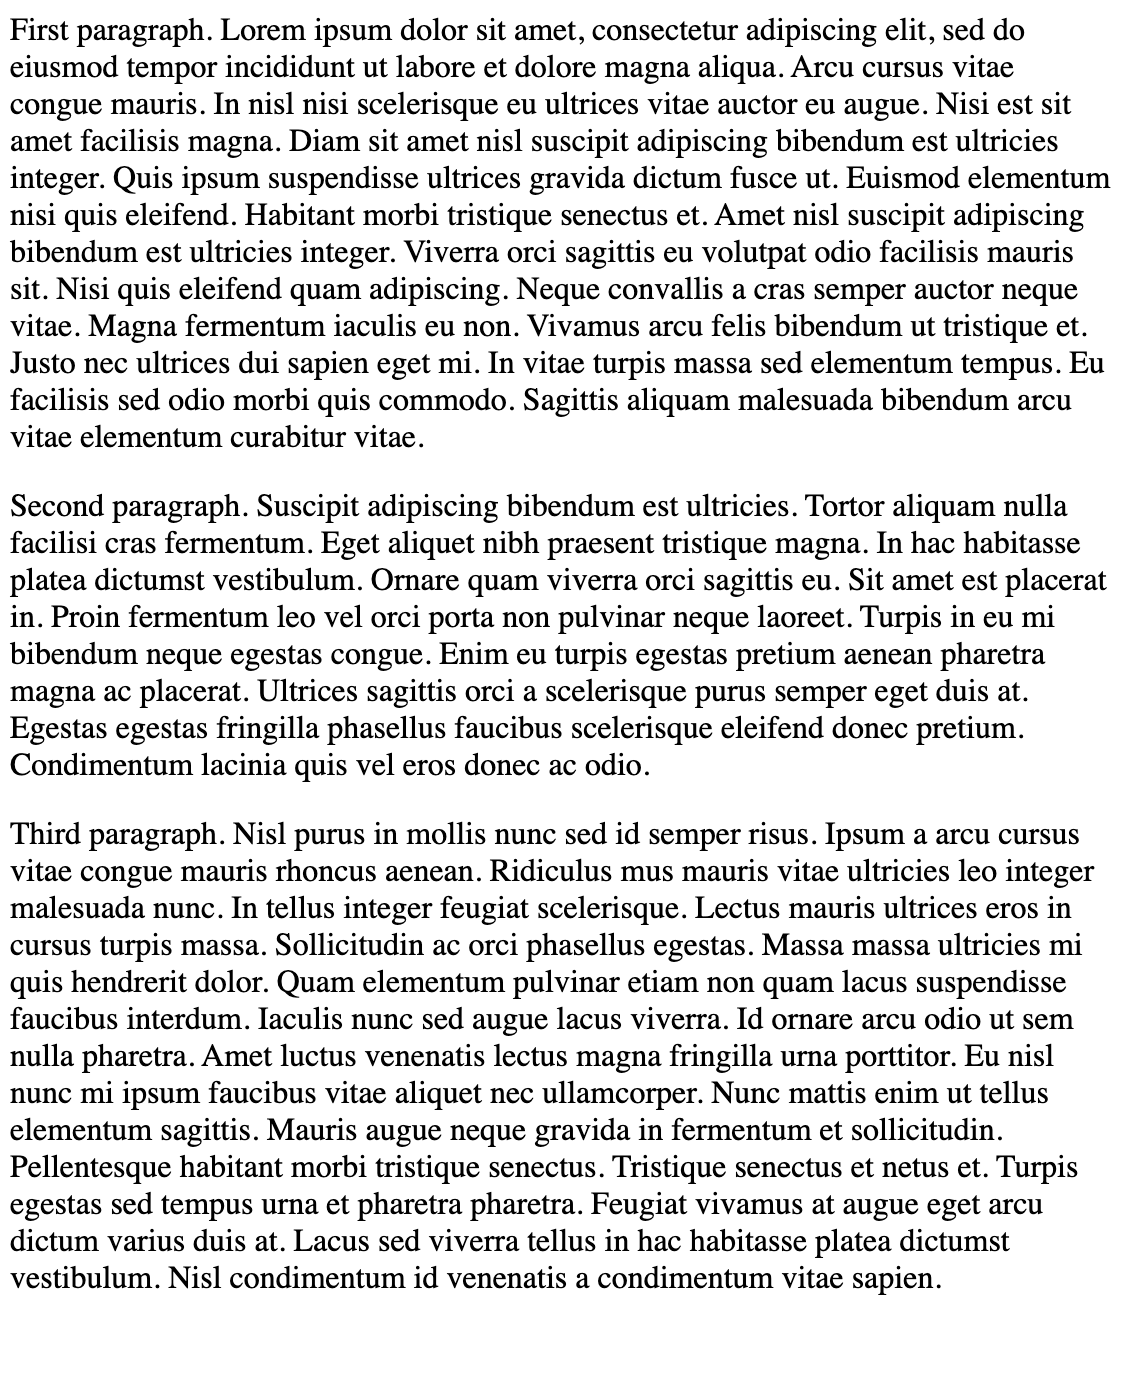 First paragraph. Lorem ipsum dolor sit amet, consectetur adipiscing elit, sed do
eiusmod tempor incididunt ut labore et dolore magna aliqua. Arcu cursus vitae
congue mauris. In nisl nisi scelerisque eu ultrices vitae auctor eu augue. Nisi est sit
amet facilisis magna. Diam sit amet nisl suscipit adipiscing bibendum est ultricies
integer. Quis ipsum suspendisse ultrices gravida dictum fusce ut. Euismod elementum
nisi quis eleifend. Habitant morbi tristique senectus et. Amet nisl suscipit adipiscing
bibendum est ultricies integer. Viverra orci sagittis eu volutpat odio facilisis mauris
sit. Nisi quis eleifend quam adipiscing. Neque convallis a cras semper auctor neque
vitae. Magna fermentum iaculis eu non. Vivamus arcu felis bibendum ut tristique et.
Justo nec ultrices dui sapien eget mi. In vitae turpis massa sed elementum tempus. Eu
facilisis sed odio morbi quis commodo. Sagittis aliquam malesuada bibendum arcu
vitae elementum curabitur vitae.

Second paragraph. Suscipit adipiscing bibendum est ultricies. Tortor aliquam nulla
facilisi cras fermentum. Eget aliquet nibh praesent tristique magna. In hac habitasse
platea dictumst vestibulum. Ornare quam viverra orci sagittis eu. Sit amet est placerat
in. Proin fermentum leo vel orci porta non pulvinar neque laoreet. Turpis in eu mi
bibendum neque egestas congue. Enim eu turpis egestas pretium aenean pharetra
magna ac placerat. Ultrices sagittis orci a scelerisque purus semper eget duis at.
Egestas egestas fringilla phasellus faucibus scelerisque eleifend donec pretium.
Condimentum lacinia quis vel eros donec ac odio.

Third paragraph. Nisl purus in mollis nunc sed id semper risus. Ipsum a arcu cursus
vitae congue mauris rhoncus aenean. Ridiculus mus mauris vitae ultricies leo integer
malesuada nunc. In tellus integer feugiat scelerisque. Lectus mauris ultrices eros in
cursus turpis massa. Sollicitudin ac orci phasellus egestas. Massa massa ultricies mi
quis hendrerit dolor. Quam elementum pulvinar etiam non quam lacus suspendisse
faucibus interdum. Iaculis nunc sed augue lacus viverra. Id ornare arcu odio ut sem
nulla pharetra. Amet luctus venenatis lectus magna fringilla urna porttitor. Eu nisl
nunc mi ipsum faucibus vitae aliquet nec ullamcorper. Nunc mattis enim ut tellus
elementum sagittis. Mauris augue neque gravida in fermentum et sollicitudin.
Pellentesque habitant morbi tristique senectus. Tristique senectus et netus et. Turpis
egestas sed tempus urna et pharetra pharetra. Feugiat vivamus at augue eget arcu
dictum varius duis at. Lacus sed viverra tellus in hac habitasse platea dictumst
vestibulum. Nisl condimentum id venenatis a condimentum vitae sapien.